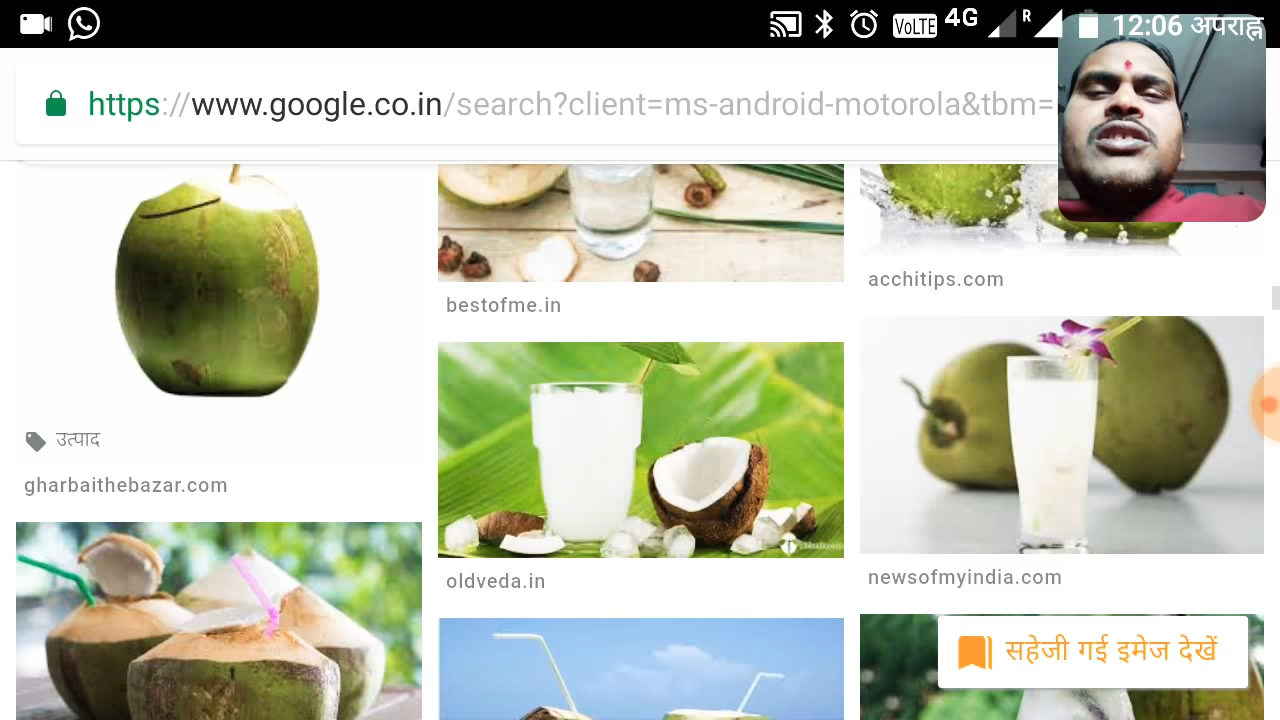 VoLTE 4G R 12:06 अपराह्न
https://www.google.co.in/search?client=ms-android-motorola&tbm=
bestofme.in
acchitips.com
उत्पाद
gharbaithebazar.com
oldveda.in
newsofmyindia.com
सहेजी गई इमेज देखें